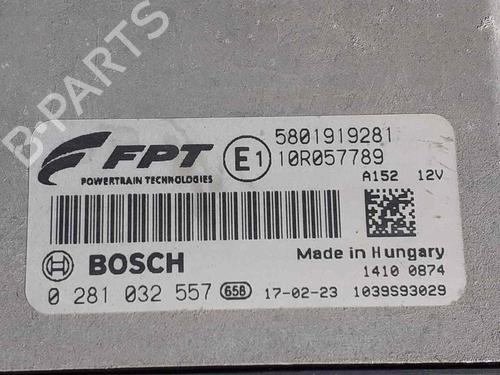 B-PARTS
FPT
POWERTRAIN TECHNOLOGIES
E1
5801919281
10R057789
A152 12V
BOSCH
Made in Hungary
1410 0874
0 281 032 557 658 17-02-23 1039S93029